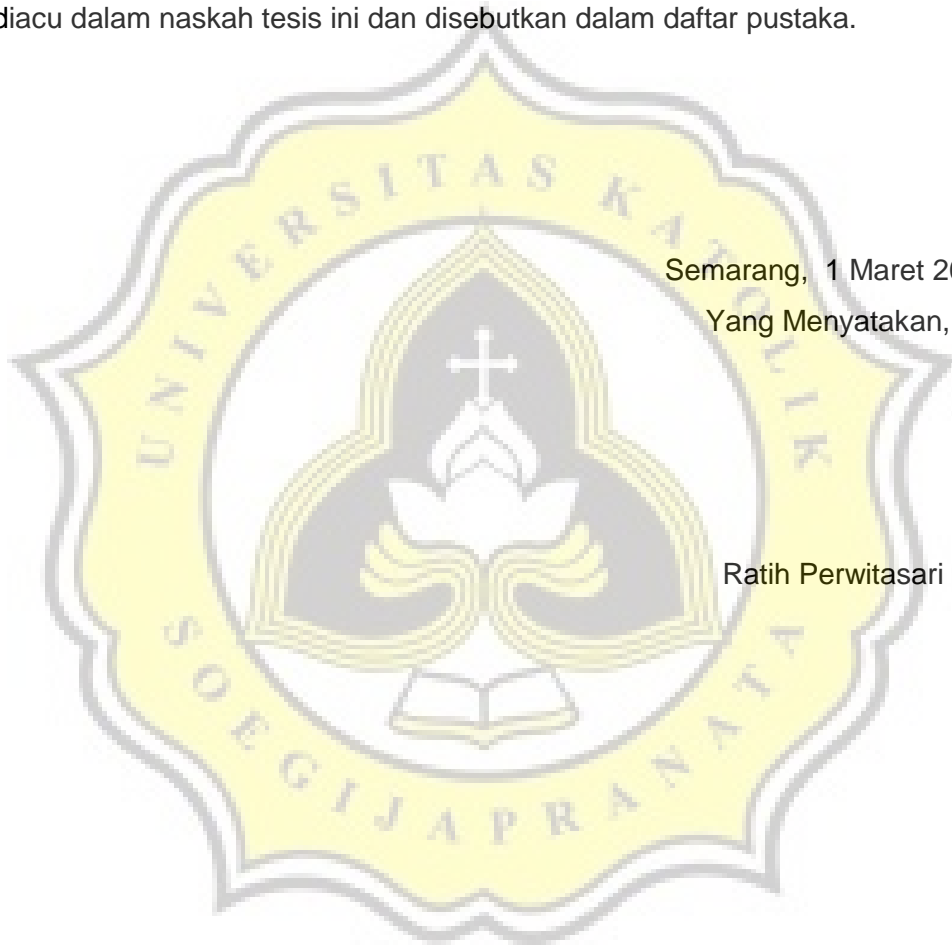 diacu dalam naskah tesis ini dan disebutkan dalam daftar pustaka.
UNIVERSITAS KATOLIK
Semarang, 1 Maret
Yang Menyatakan,
Ratih Perwitasari
SOEGIJAPRANATA